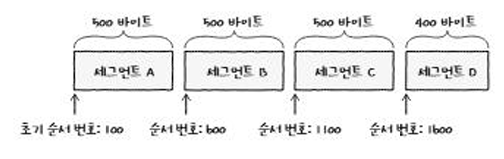 500 바이트 500 바이트 500 바이트 400 바이트
세그먼트 A 세그먼트 B 세그먼트 C 세그먼트 D
초기 순서 번호: 100 순서 번호: 600 순서 번호: 1100 순서 번호: 1600